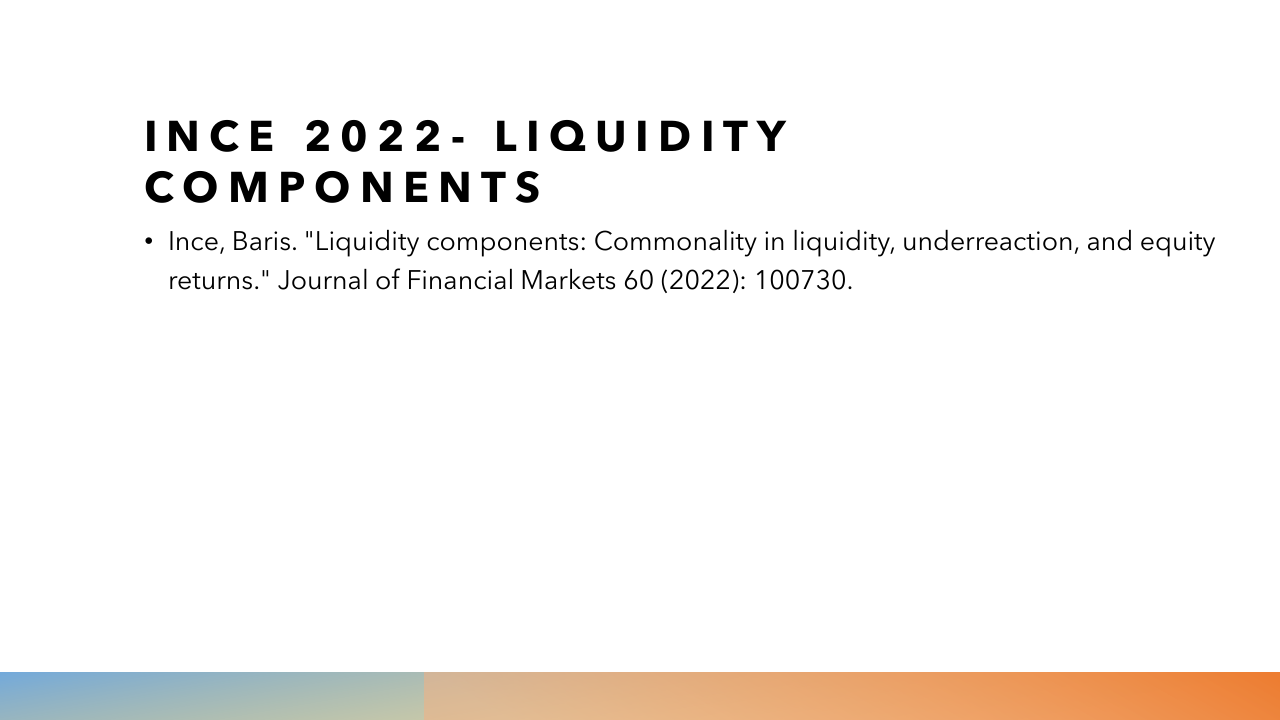 INCE 2022- LIQUIDITY
COMPONENTS
• Ince, Baris. "Liquidity components: Commonality in liquidity, underreaction, and equity
returns." Journal of Financial Markets 60 (2022): 100730.